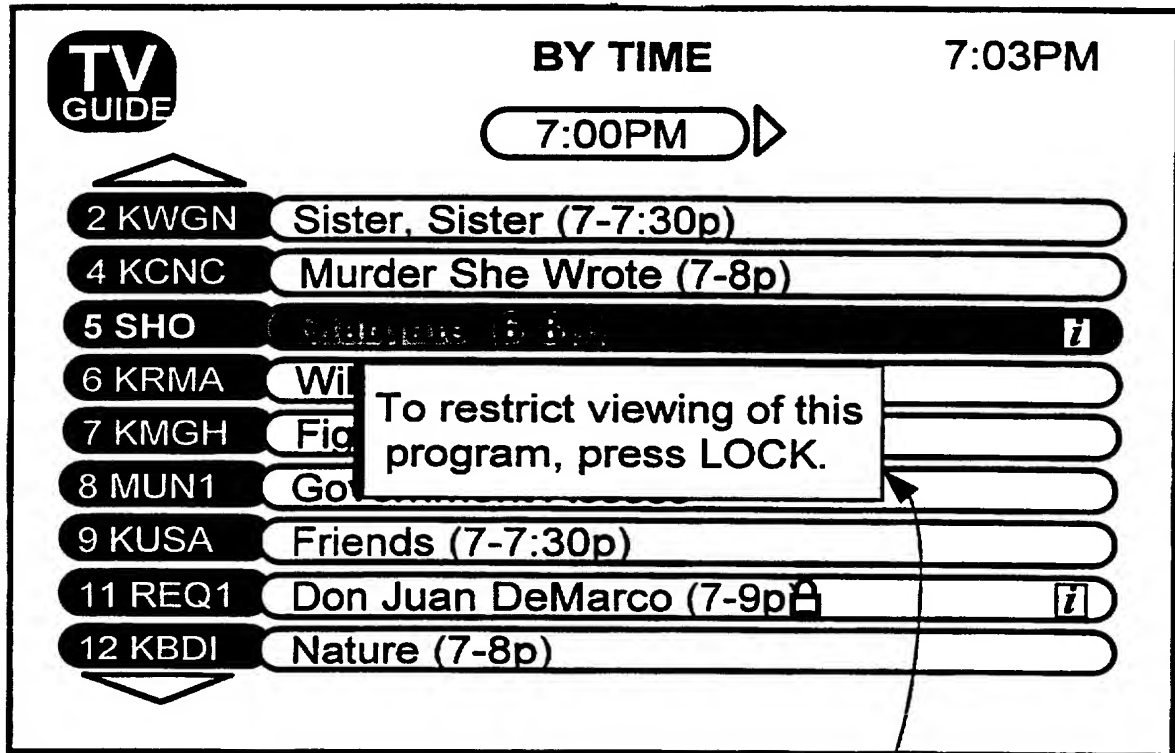 TV
GUIDE
BY TIME
7:03PM
7:00PM
2 KWGN Sister, Sister (7-7:30p)
4 KCNC Murder She Wrote (7-8p)
5 SHO i
6 KRMA
7 KMGH
To restrict viewing of this
program, press LOCK.
8 MUN1
9 KUSA Friends (7-7:30p)
11 REQ1 Don Juan DeMarco (7-9p i
12 KBDI Nature (7-8p)